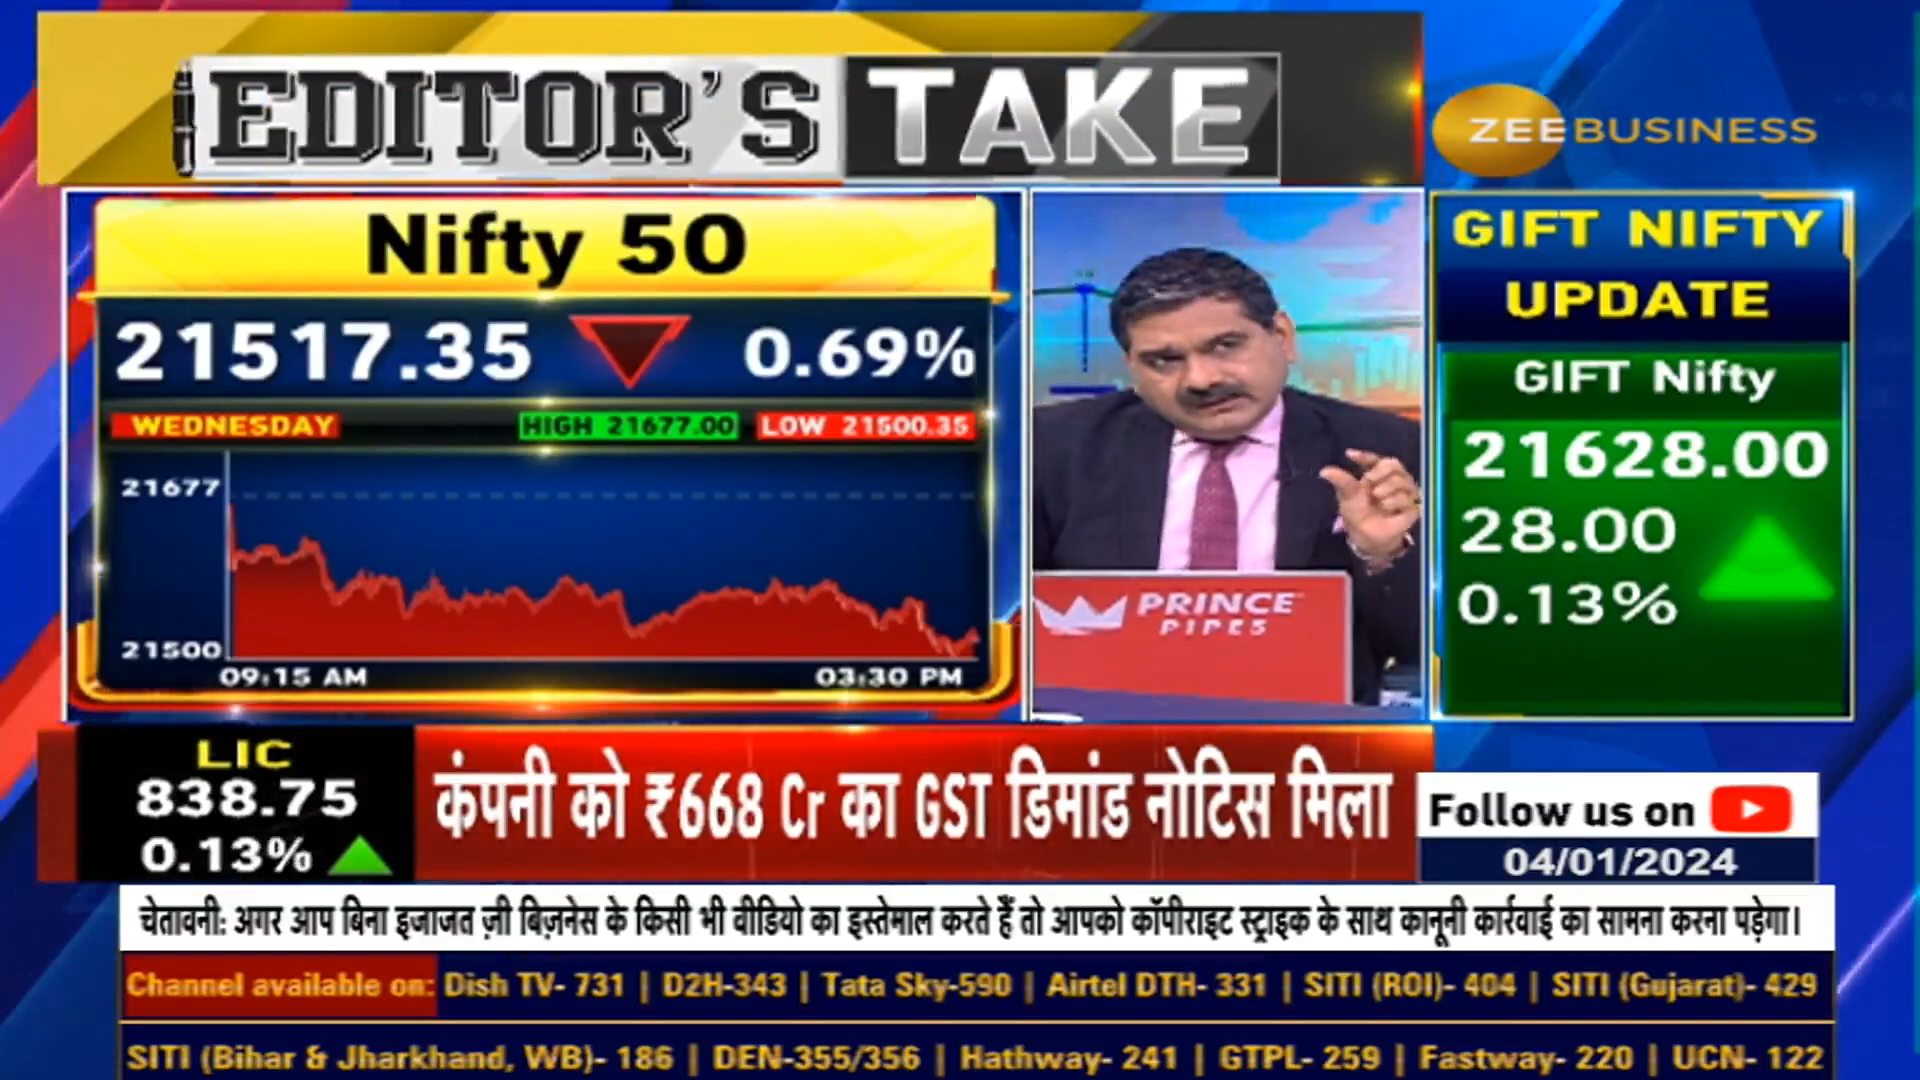 EDITOR'S TAKE
ZEEBUSINESS
Nifty 50
21517.35 0.69%
WEDNESDAY HIGH 21677.00 LOW 21500.35
21677
21500
09:15 AM 03:30 PM
PRINCE
PIPES
GIFT NIFTY
UPDATE
GIFT Nifty
21628.00
28.00
0.13%
LIC
838.75
0.13%
कंपनी को ₹668 Cr का GST डिमांड नोटिस मिला
Follow us on
04/01/2024
चेतावनी: अगर आप बिना इजाजत ज़ी बिज़नेस के किसी भी वीडियो का इस्तेमाल करते हैं तो आपको कॉपीराइट स्ट्राइक के साथ कानूनी कार्रवाई का सामना करना पड़ेगा।
Channel available on: Dish TV- 731 | D2H-343 | Tata Sky-590 | Airtel DTH- 331 | SITI (ROI)- 404 | SITI (Gujarat)- 429
SITI (Bihar & Jharkhand, WB)- 186 | DEN-355/356 | Hathway- 241 | GTPL- 259 | Fastway- 220 | UCN- 122